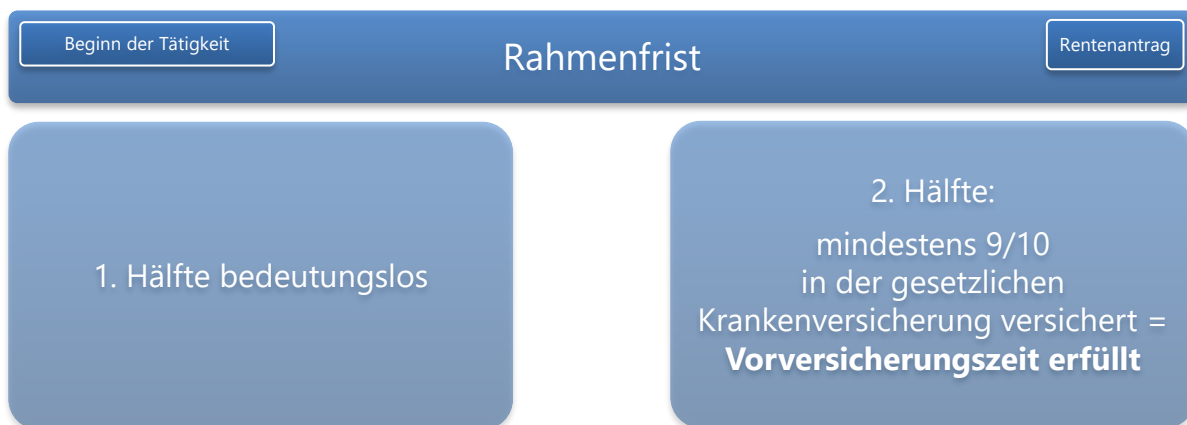 Beginn der Tätigkeit
Rahmenfrist
Rentenantrag
1. Hälfte bedeutungslos
2. Hälfte:
mindestens 9/10
in der gesetzlichen
Krankenversicherung versichert =
Vorversicherungszeit erfüllt